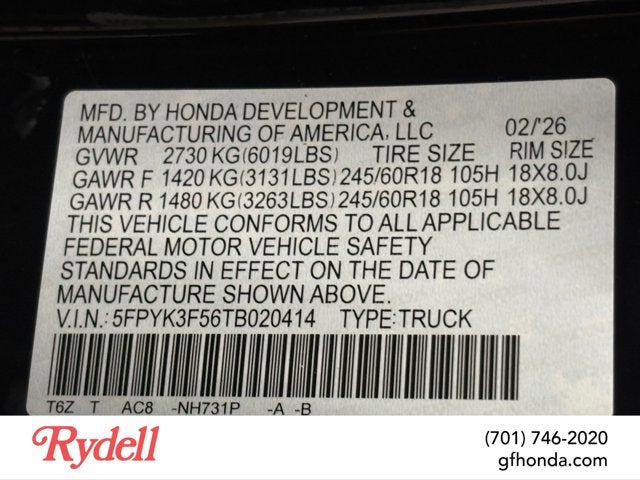 MFD. BY HONDA DEVELOPMENT &
MANUFACTURING OF AMERICA, LLC 02/'26
GVWR 2730 KG(6019LBS) TIRE SIZE RIM SIZE
GAWR F 1420 KG(3131LBS) 245/60R18 105H 18X8.0J
GAWR R 1480 KG(3263LBS) 245/60R18 105H 18X8.0J
THIS VEHICLE CONFORMS TO ALL APPLICABLE
FEDERAL MOTOR VEHICLE SAFETY
STANDARDS IN EFFECT ON THE DATE OF
MANUFACTURE SHOWN ABOVE.
V.I.N.: 5FPYK3F56TB020414 TYPE: TRUCK
T6Z T AC8 -NH731P -A -B
Rydell
(701) 746-2020
gfhonda.com